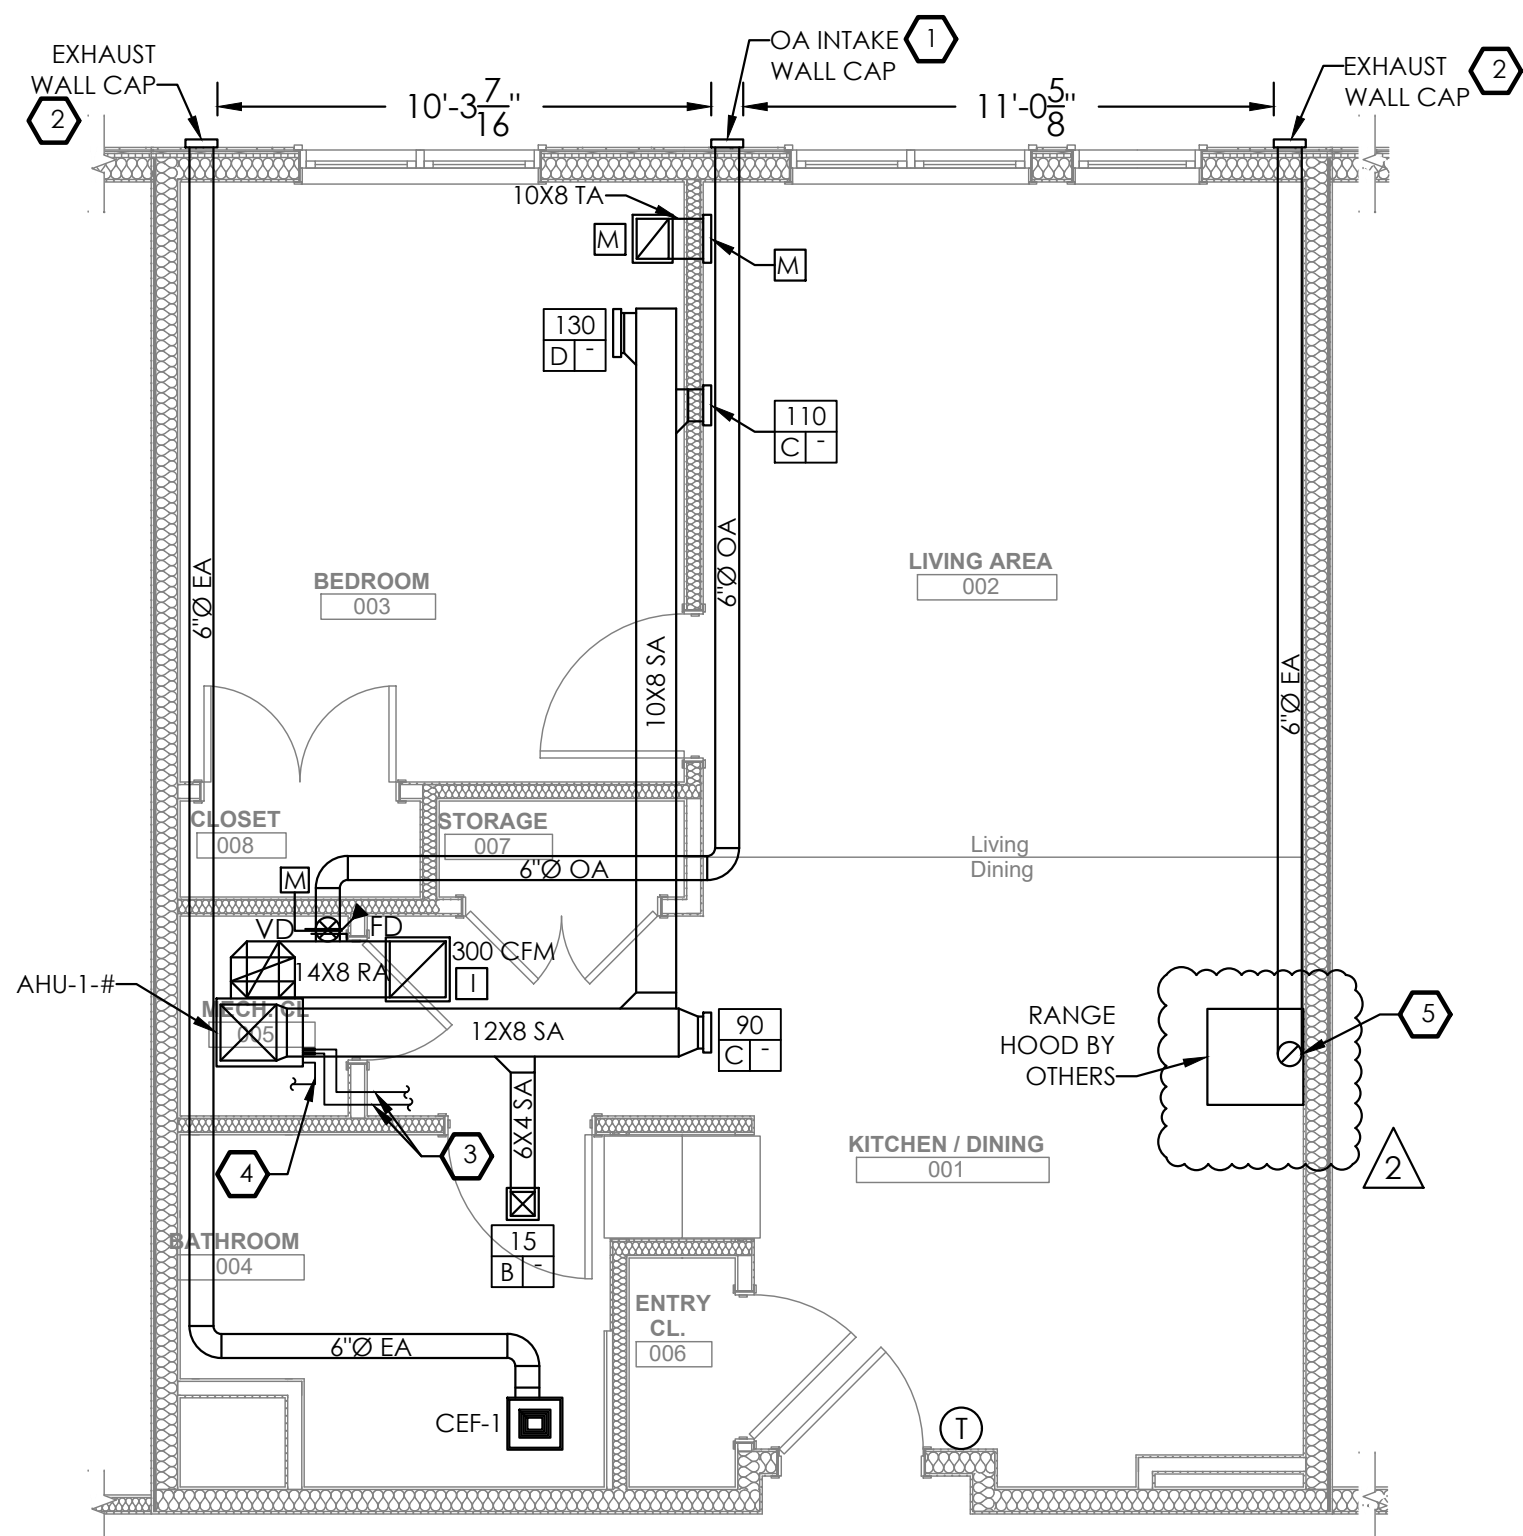 EXHAUST
WALL CAP
2
10'-3 7/16"
OA INTAKE
WALL CAP
1
11'-0 5/8"
EXHAUST
WALL CAP
2
10X8 TA
M
M
130
D -
110
C -
6"Ø EA
BEDROOM
003
6"Ø OA
LIVING AREA
002
10X8 SA
6"Ø EA
CLOSET
008
STORAGE
007
6"Ø OA
Living
Dining
M
VD
FD
300 CFM
14X8 RA
I
AHU-1-#
MECH. CL
005
12X8 SA
90
C -
RANGE
HOOD BY
OTHERS
5
6X4 SA
3
4
KITCHEN / DINING
001
2
BATHROOM
004
15
B -
ENTRY
CL.
006
6"Ø EA
CEF-1
T